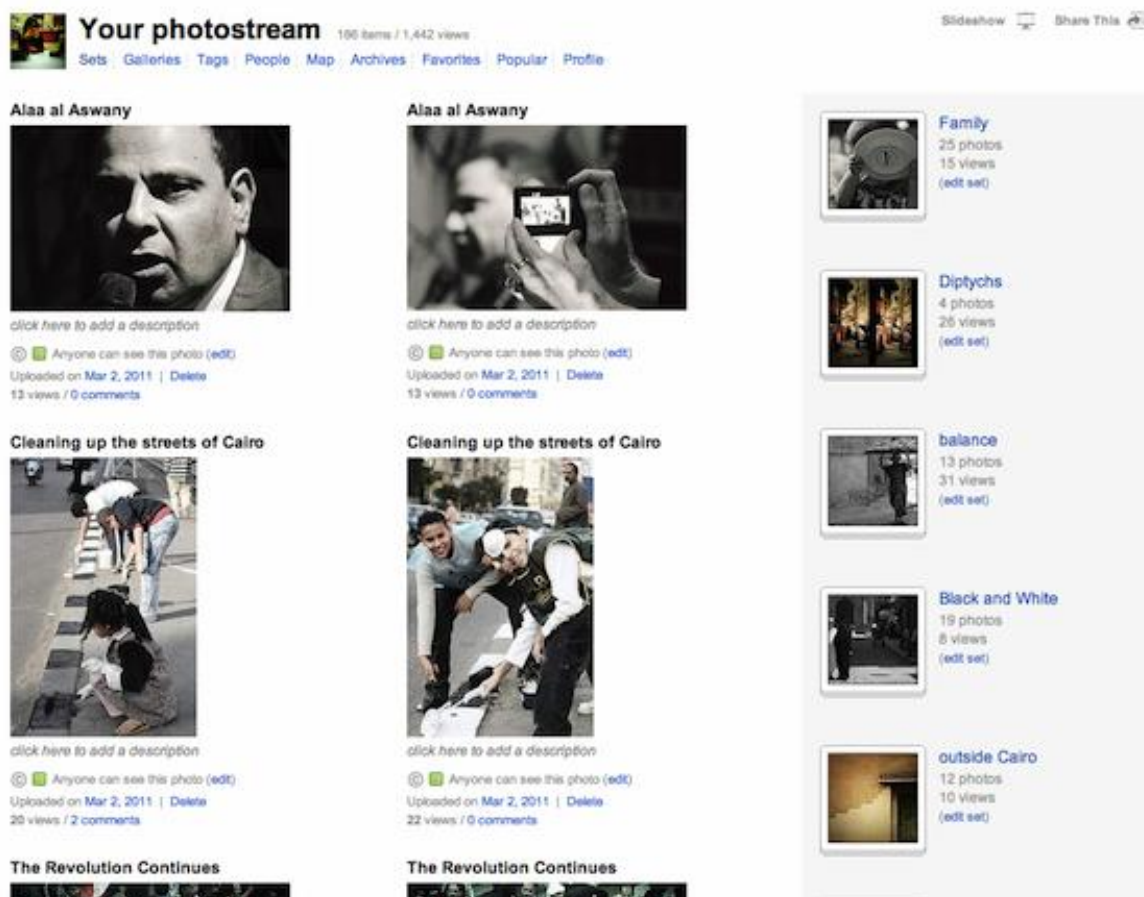 Your photostream 186 items / 1,442 views
Slideshow Share This
Sets Galleries Tags People Map Archives Favorites Popular Profile
Alaa al Aswany
click here to add a description
Anyone can see this photo (edit)
Uploaded on Mar 2, 2011 | Delete
13 views / 0 comments
Alaa al Aswany
click here to add a description
Anyone can see this photo (edit)
Uploaded on Mar 2, 2011 | Delete
13 views / 0 comments
Cleaning up the streets of Cairo
click here to add a description
Anyone can see this photo (edit)
Uploaded on Mar 2, 2011 | Delete
20 views / 2 comments
Cleaning up the streets of Cairo
click here to add a description
Anyone can see this photo (edit)
Uploaded on Mar 2, 2011 | Delete
22 views / 0 comments
The Revolution Continues
The Revolution Continues
Family
25 photos
15 views
(edit set)
Diptychs
4 photos
26 views
(edit set)
balance
13 photos
31 views
(edit set)
Black and White
19 photos
8 views
(edit set)
outside Cairo
12 photos
10 views
(edit set)